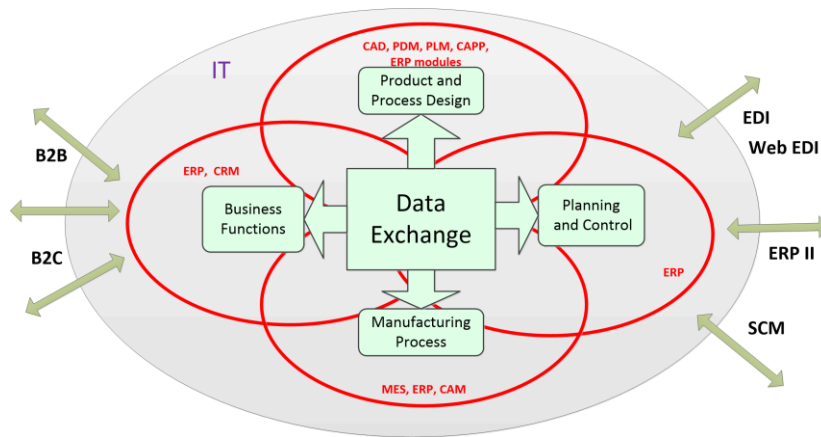 CAD, PDM, PLM, CAPP,
ERP modules
IT
Product and
Process Design
EDI
Web EDI
B2B
ERP, CRM
Business
Functions
Data
Exchange
Planning
and Control
B2C
ERP II
ERP
Manufacturing
Process
SCM
MES, ERP, CAM